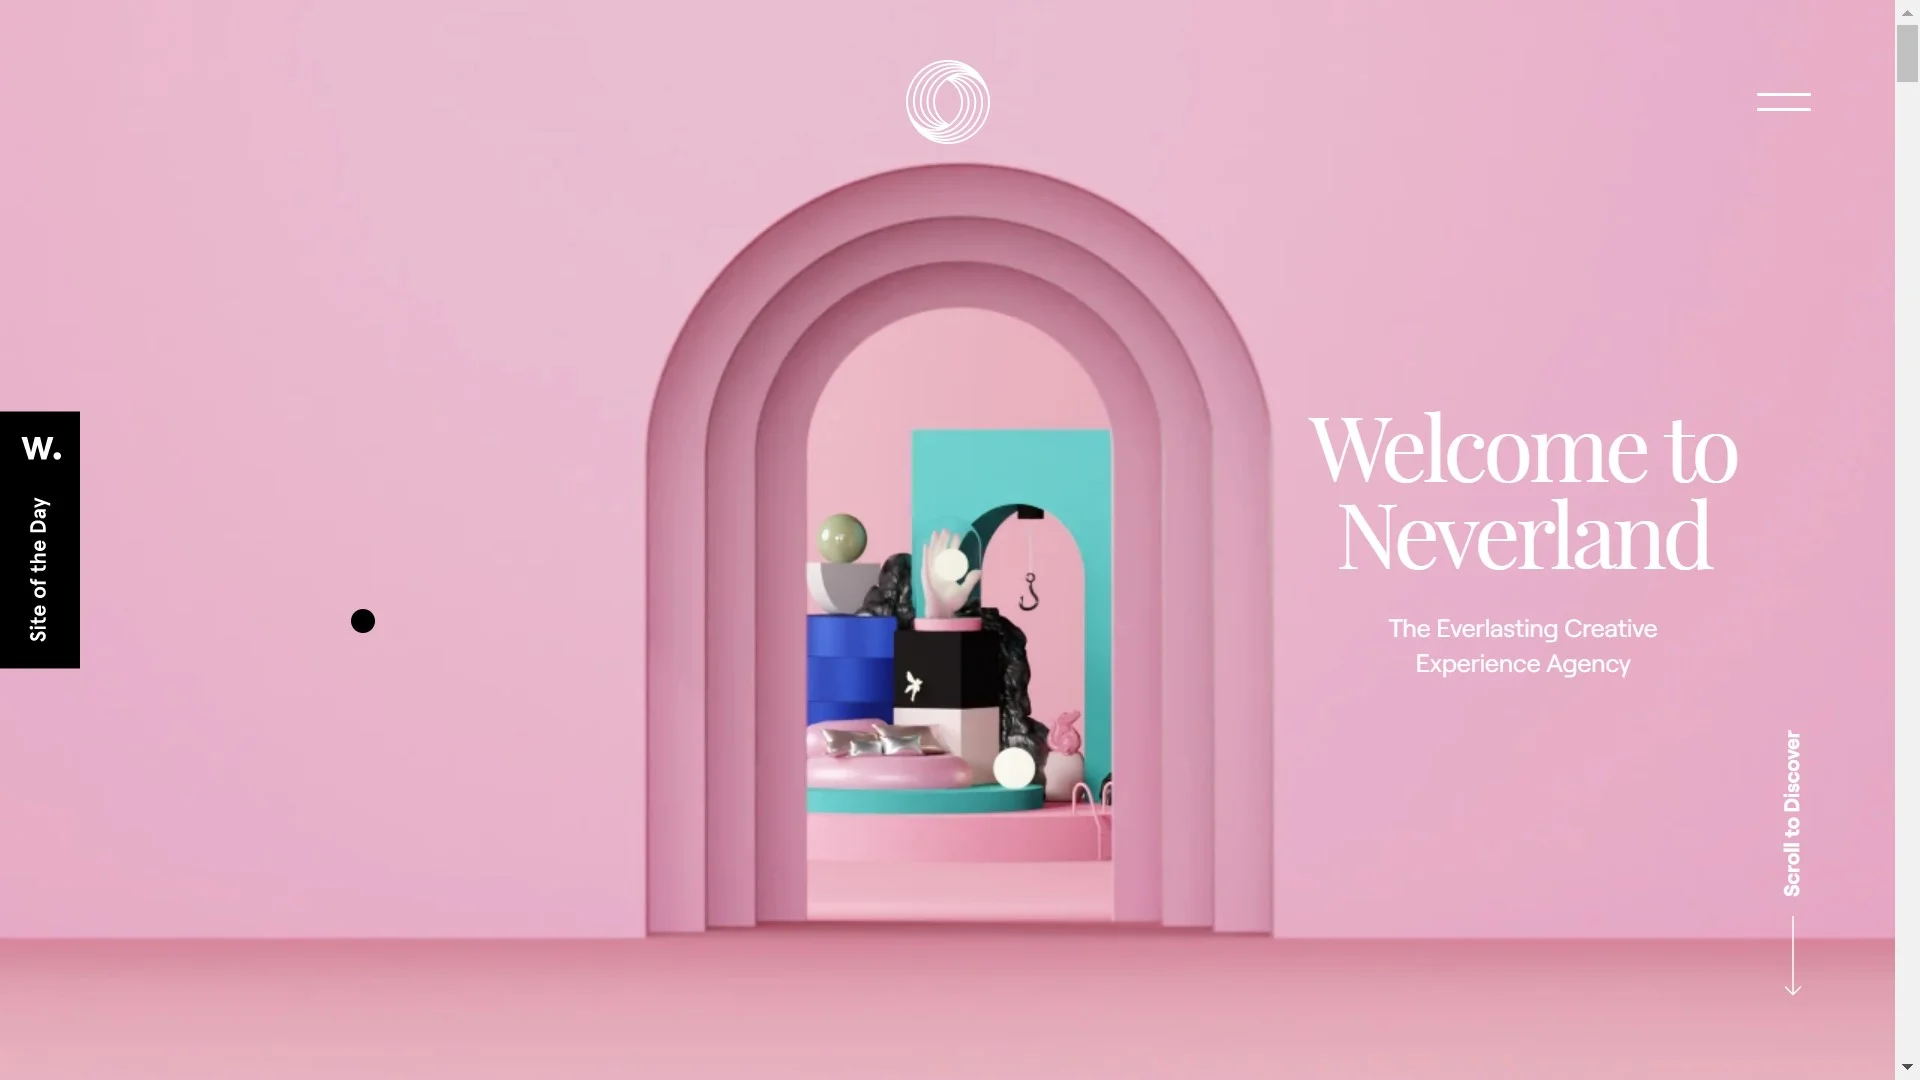 W.
Site of the Day
Welcome to
Neverland
The Everlasting Creative
Experience Agency
Scroll to Discover